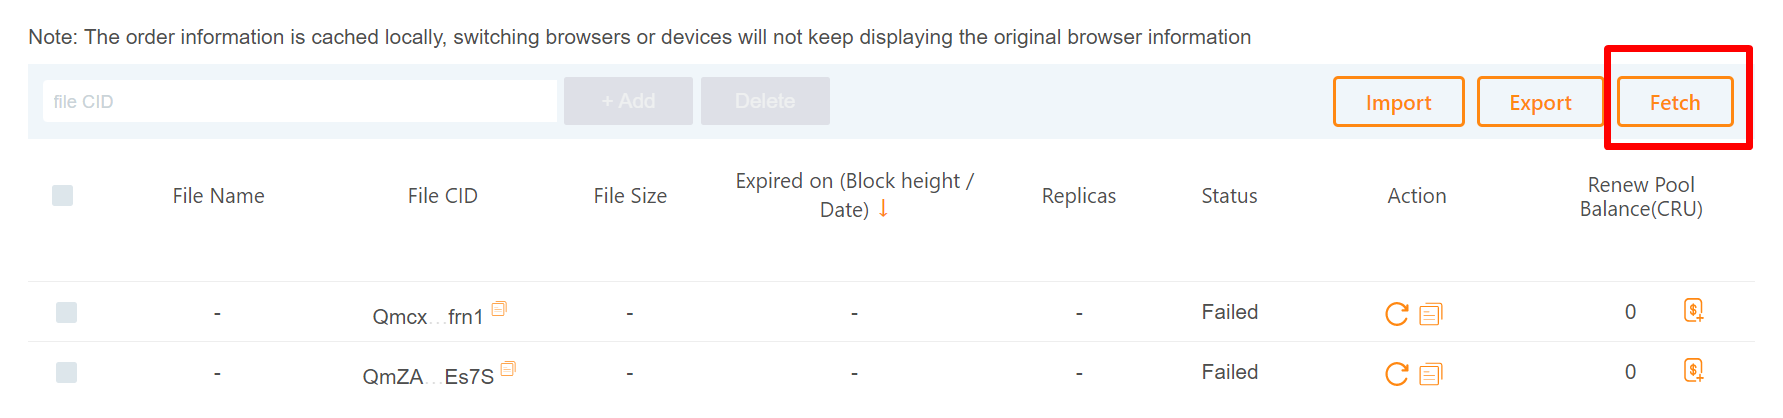 Note: The order information is cached locally, switching browsers or devices will not keep displaying the original browser information
file CID
+ Add
Delete
Import
Export
Fetch
File Name
File CID
File Size
Expired on (Block height /
Date) ↓
Replicas
Status
Action
Renew Pool
Balance(CRU)
- Qmcx...frn1 - - - Failed 0
- QmZA...Es7S - - - Failed 0